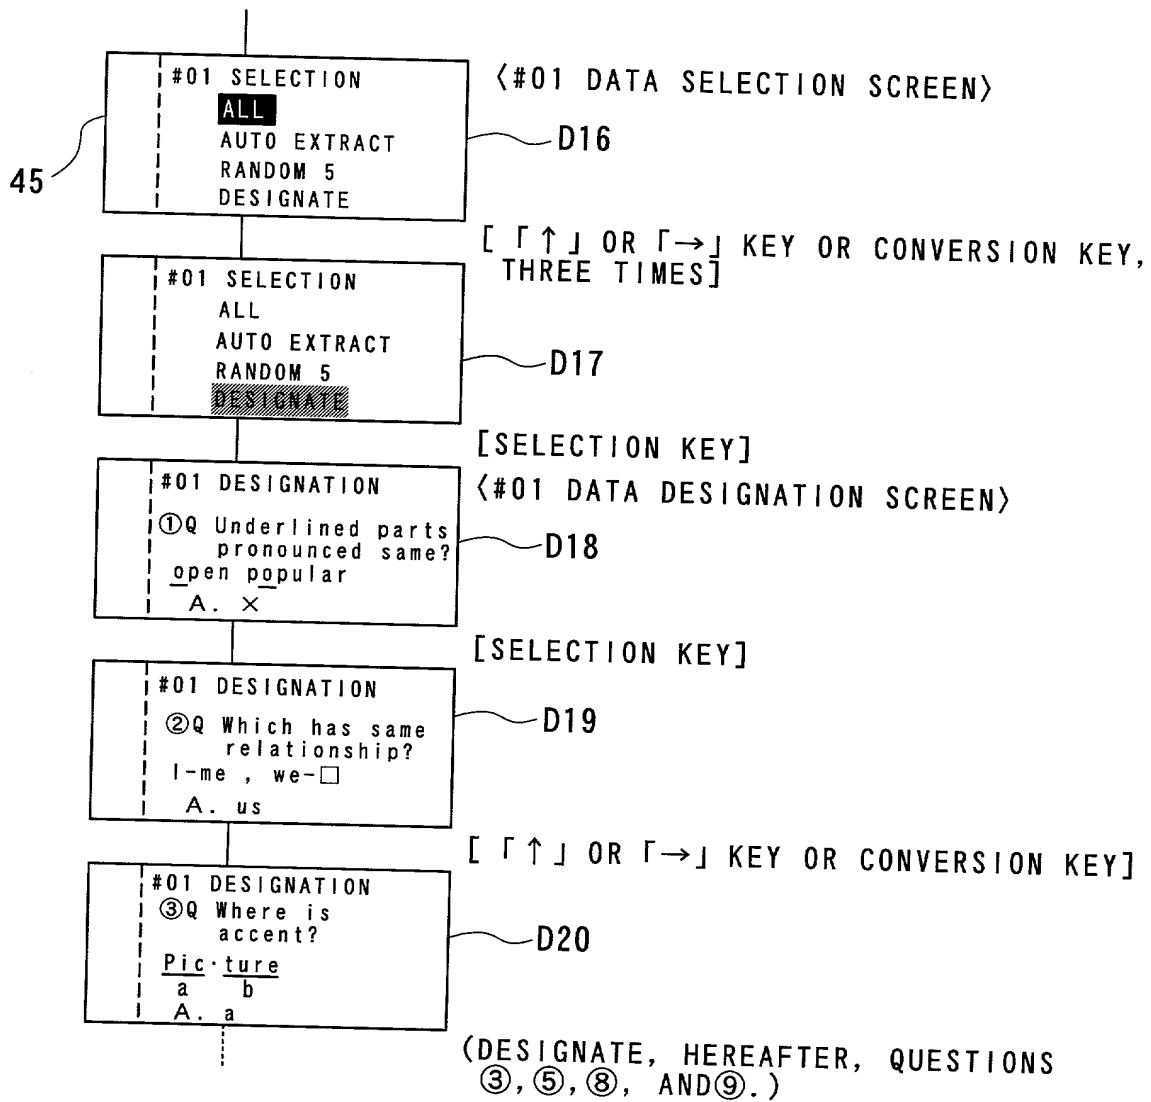 #01 SELECTION
ALL
AUTO EXTRACT
RANDOM 5
DESIGNATE
〈#01 DATA SELECTION SCREEN〉
D16
45
[「↑」OR「→」KEY OR CONVERSION KEY,
THREE TIMES]
#01 SELECTION
ALL
AUTO EXTRACT
RANDOM 5
DESIGNATE
D17
[SELECTION KEY]
〈#01 DATA DESIGNATION SCREEN〉
#01 DESIGNATION
①Q Underlined parts
pronounced same?
open popular
A. ×
D18
[SELECTION KEY]
#01 DESIGNATION
②Q Which has same
relationship?
I-me , we-□
A. us
D19
[「↑」OR「→」KEY OR CONVERSION KEY]
#01 DESIGNATION
③Q Where is
accent?
Pic・ture
a b
A. a
D20
(DESIGNATE, HEREAFTER, QUESTIONS
③,⑤,⑧, AND⑨.)